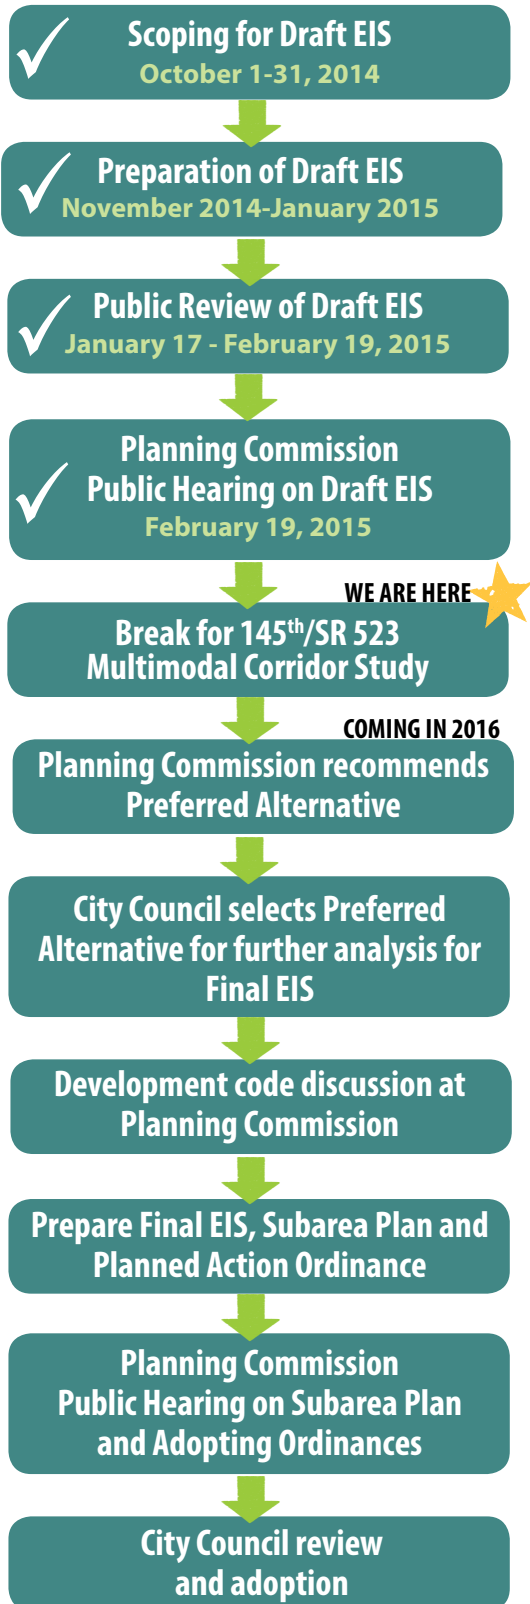 Scoping for Draft EIS
October 1-31, 2014
Preparation of Draft EIS
November 2014-January 2015
Public Review of Draft EIS
January 17 - February 19, 2015
Planning Commission
Public Hearing on Draft EIS
February 19, 2015
WE ARE HERE
Break for 145th/SR 523
Multimodal Corridor Study
COMING IN 2016
Planning Commission recommends
Preferred Alternative
City Council selects Preferred
Alternative for further analysis for
Final EIS
Development code discussion at
Planning Commission
Prepare Final EIS, Subarea Plan and
Planned Action Ordinance
Planning Commission
Public Hearing on Subarea Plan
and Adopting Ordinances
City Council review
and adoption